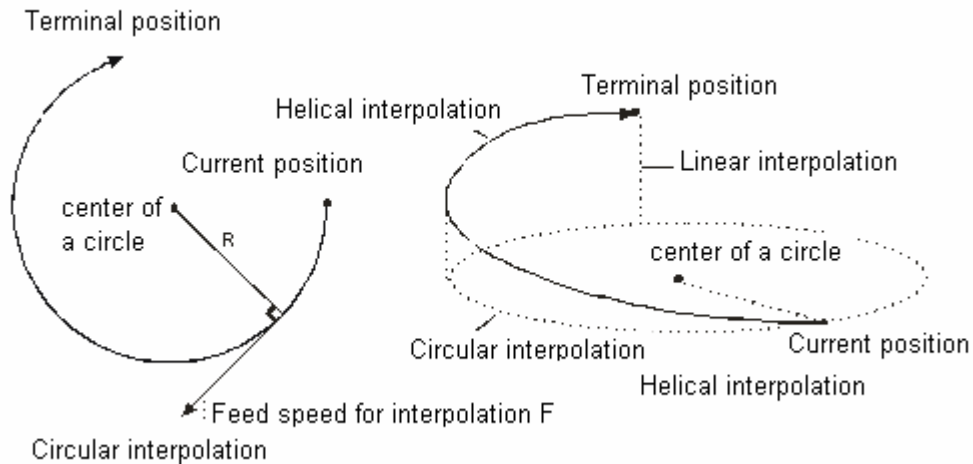 Terminal position
Current position
center of
a circle
R
Feed speed for interpolation F
Circular interpolation
Terminal position
Helical interpolation
Linear interpolation
center of a circle
Circular interpolation
Current position
Helical interpolation